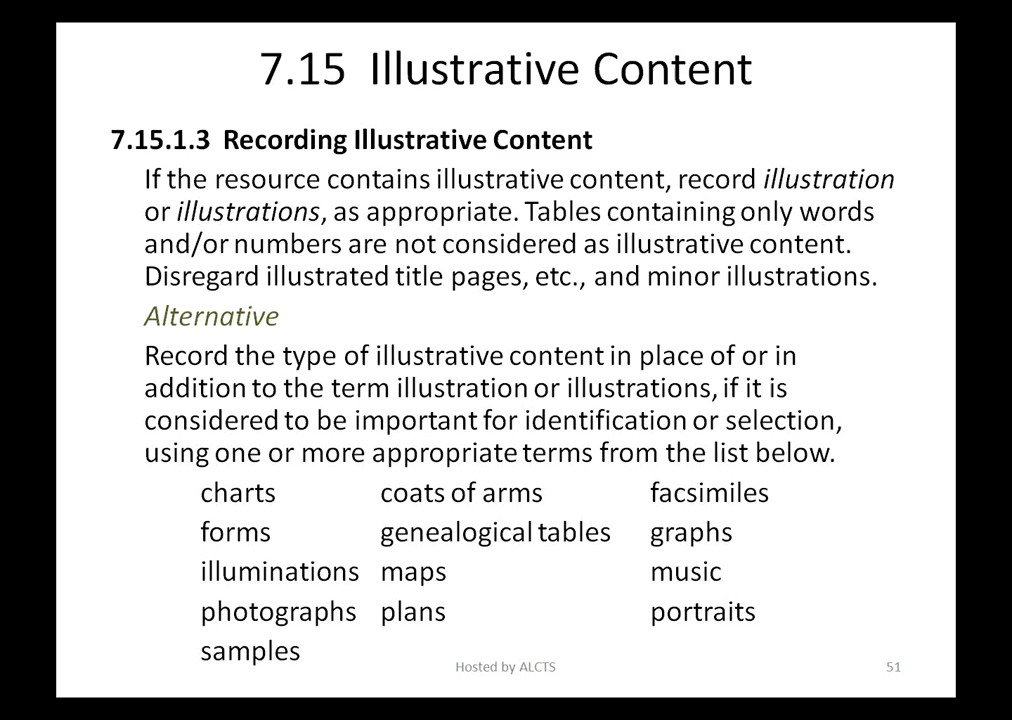 7.15 Illustrative Content
7.15.1.3 Recording Illustrative Content
If the resource contains illustrative content, record illustration
or illustrations, as appropriate. Tables containing only words
and/or numbers are not considered as illustrative content.
Disregard illustrated title pages, etc., and minor illustrations.
Alternative
Record the type of illustrative content in place of or in
addition to the term illustration or illustrations, if it is
considered to be important for identification or selection,
using one or more appropriate terms from the list below.
charts coats of arms facsimiles
forms genealogical tables graphs
illuminations maps music
photographs plans portraits
samples
Hosted by ALCTS 51